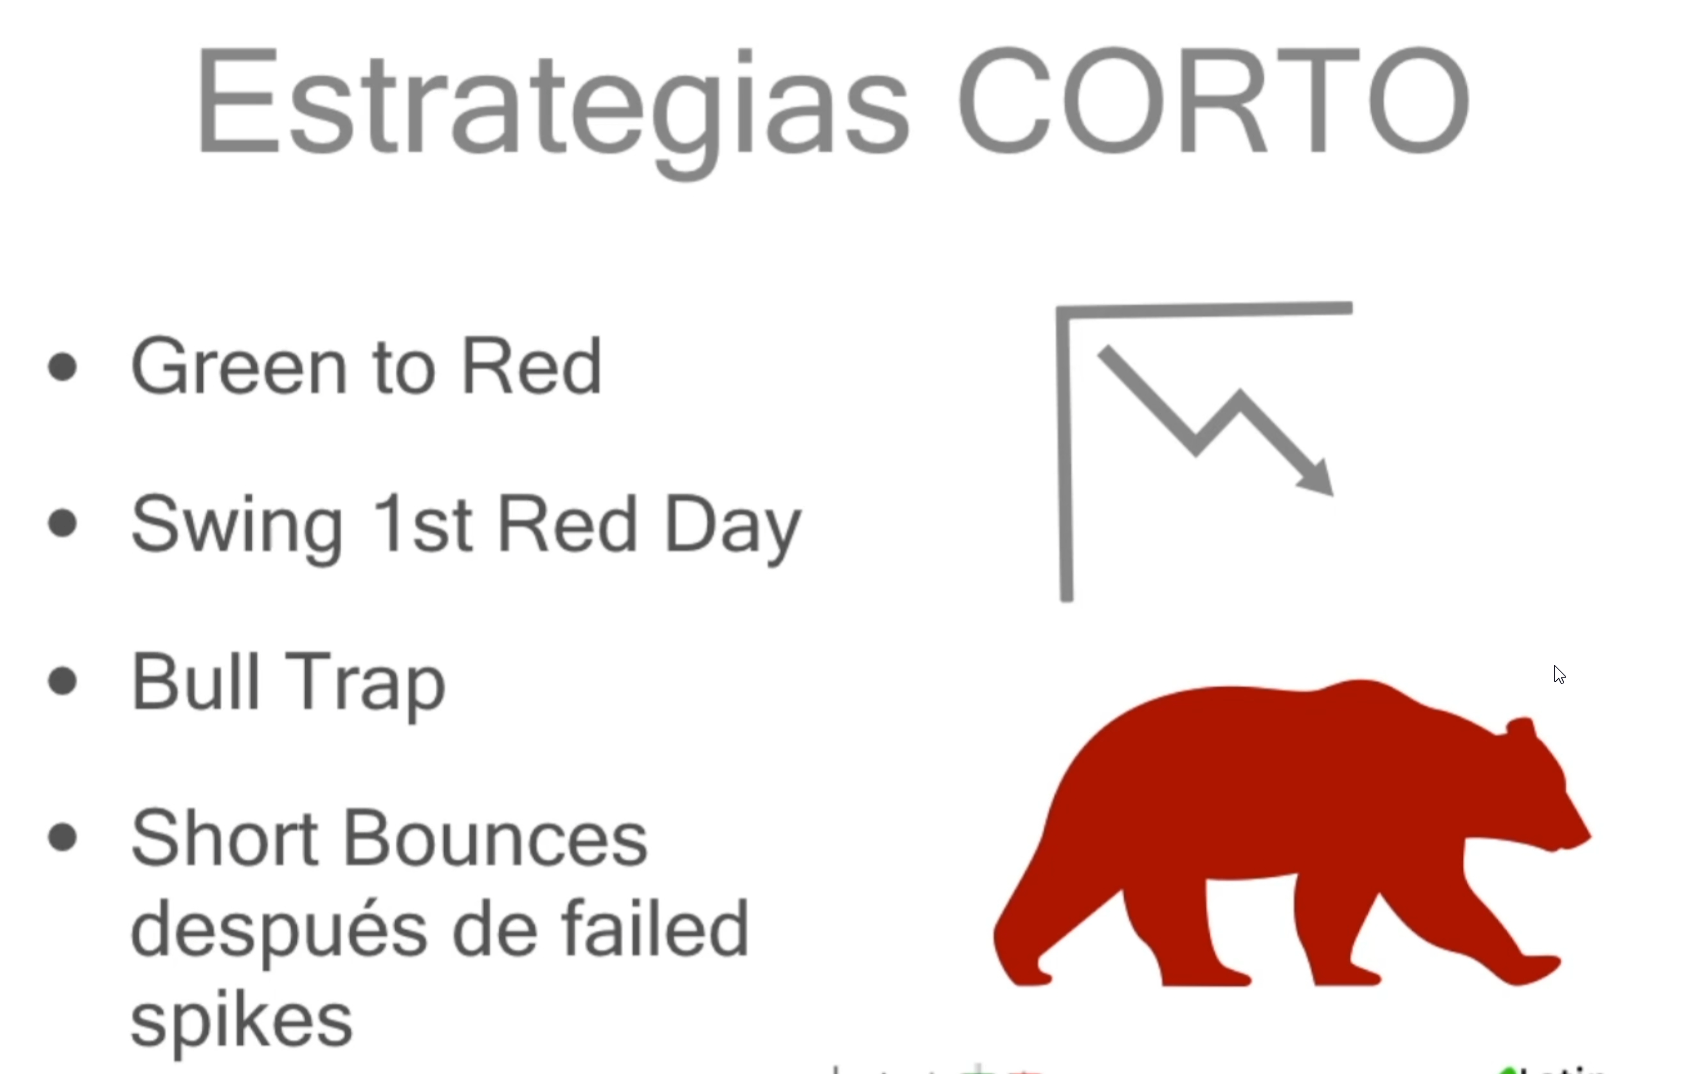 Estrategias CORTO
• Green to Red
• Swing 1st Red Day
• Bull Trap
• Short Bounces
después de failed
spikes